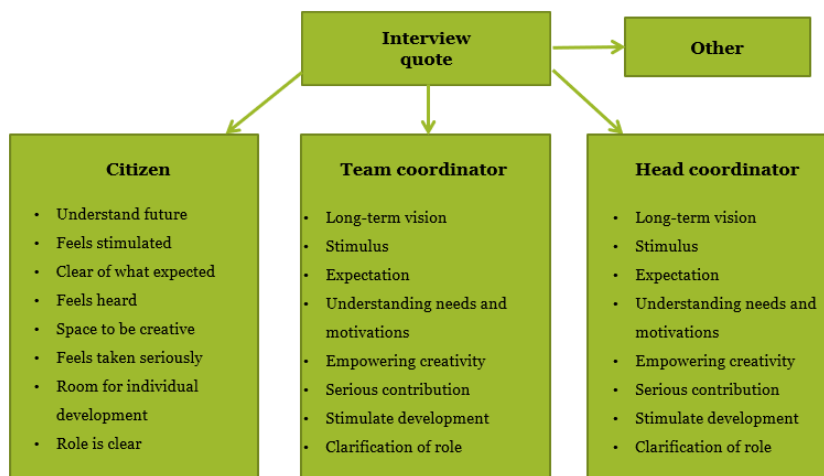 Interview
quote
Other
Citizen
• Understand future
• Feels stimulated
• Clear of what expected
• Feels heard
• Space to be creative
• Feels taken seriously
• Room for individual
development
• Role is clear
Team coordinator
• Long-term vision
• Stimulus
• Expectation
• Understanding needs and
motivations
• Empowering creativity
• Serious contribution
• Stimulate development
• Clarification of role
Head coordinator
• Long-term vision
• Stimulus
• Expectation
• Understanding needs and
motivations
• Empowering creativity
• Serious contribution
• Stimulate development
• Clarification of role